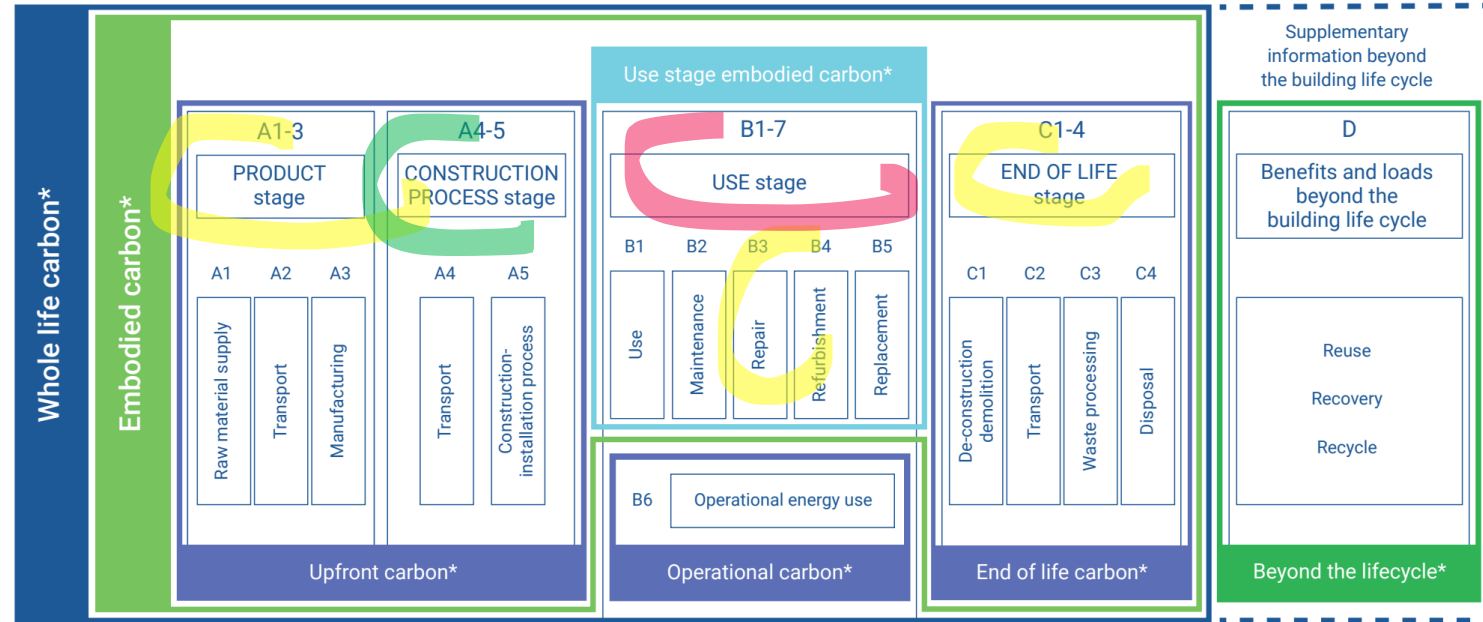 Whole life carbon*
Embodied carbon*
Supplementary
information beyond
the building life cycle
Use stage embodied carbon*
A1-3
PRODUCT
stage
A1
A2
A3
Raw material supply
Transport
Manufacturing
A4-5
CONSTRUCTION
PROCESS stage
A4
A5
Transport
Construction-
installation process
Upfront carbon*
B1-7
USE stage
B1
B2
B3
B4
B5
Use
Maintenance
Repair
Refurbishment
Replacement
B6
Operational energy use
Operational carbon*
C1-4
END OF LIFE
stage
C1
C2
C3
C4
De-construction
demolition
Transport
Waste processing
Disposal
End of life carbon*
D
Benefits and loads
beyond the
building life cycle
Reuse
Recovery
Recycle
Beyond the lifecycle*